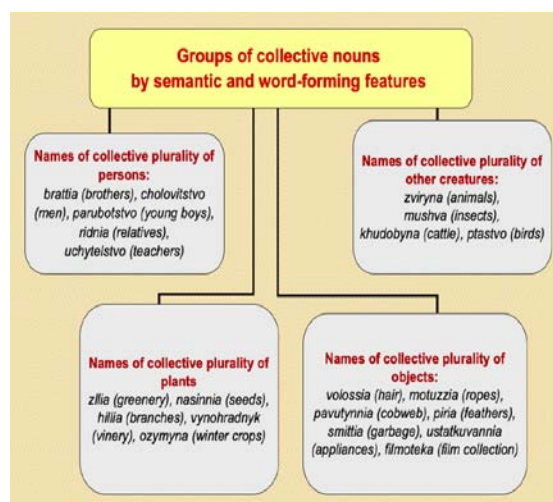 Groups of collective nouns
by semantic and word-forming features
Names of collective plurality of
persons:
brattia (brothers), cholovitstvo
(men), parubotstvo (young boys),
ridnia (relatives),
uchytelstvo (teachers)
Names of collective plurality of
other creatures:
zviryna (animals),
mushva (insects),
khudobyna (cattle), ptastvo (birds)
Names of collective plurality of
plants
zllia (greenery), nasinnia (seeds),
hillia (branches), vynohradnyk
(vinery), ozymyna (winter crops)
Names of collective plurality of
objects:
volossia (hair), motuzzia (ropes),
pavutynnia (cobweb), piria (feathers),
smittia (garbage), ustatkuvannia
(appliances), filmoteka (film collection)